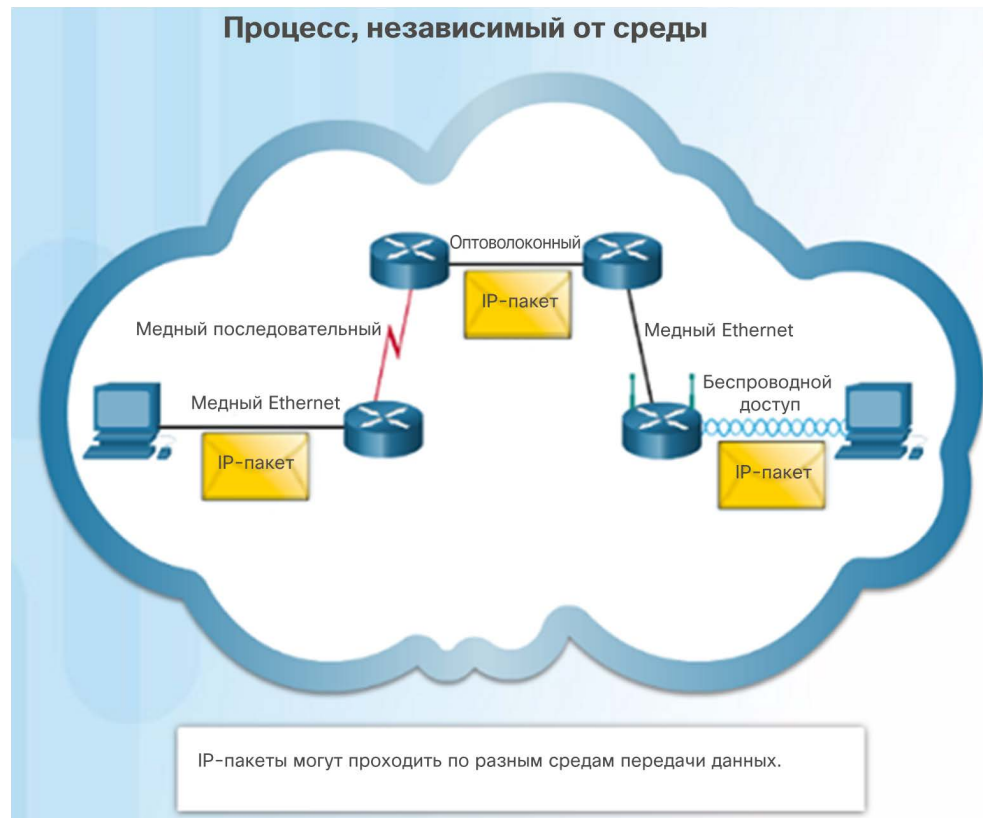 Процесс, независимый от среды
Оптоволоконный
IP-пакет
Медный последовательный
Медный Ethernet
Беспроводной
доступ
Медный Ethernet
IP-пакет
IP-пакет
IP-пакеты могут проходить по разным средам передачи данных.